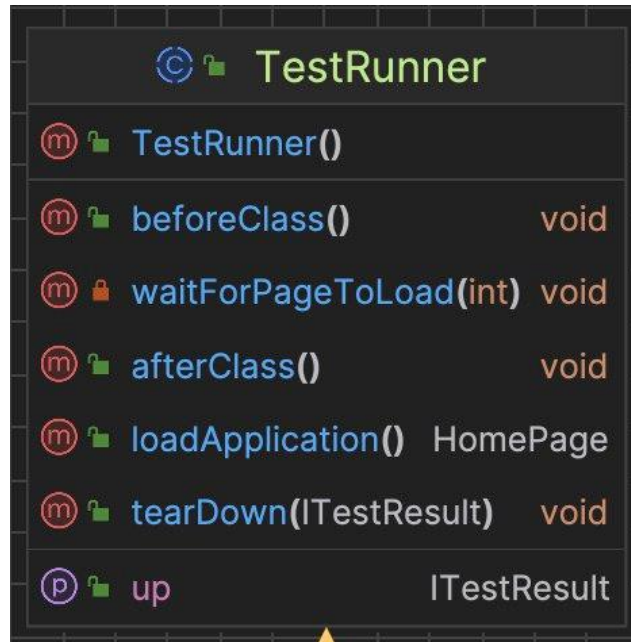 TestRunner
TestRunner()
beforeClass() void
waitForPageToLoad(int) void
afterClass() void
loadApplication() HomePage
tearDown(ITestResult) void
up ITestResult